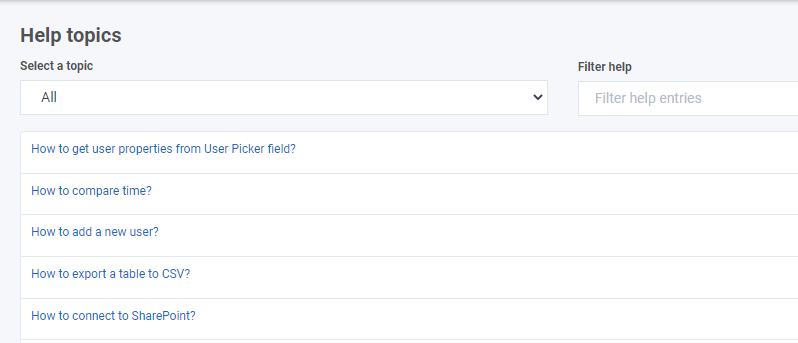 Help topics
Select a topic
Filter help
All
Filter help entries
How to get user properties from User Picker field?
How to compare time?
How to add a new user?
How to export a table to CSV?
How to connect to SharePoint?